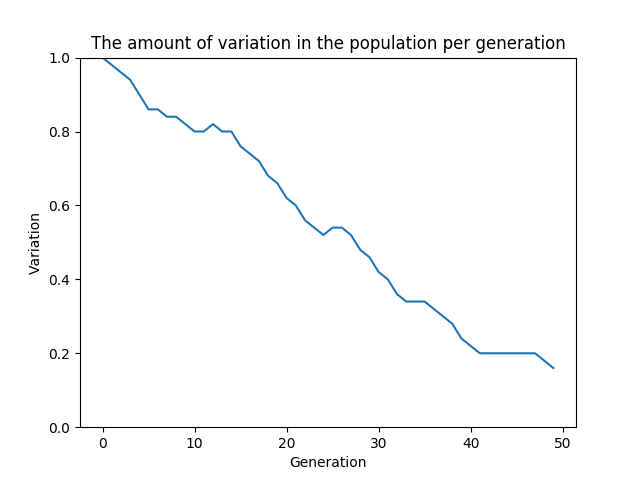 The amount of variation in the population per generation
1.0
0.8
0.6
0.4
0.2
0.0
Variation
0 10 20 30 40 50
Generation